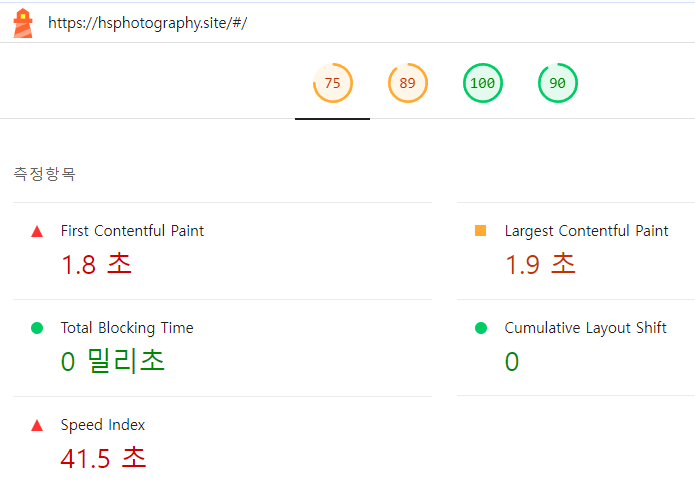 https://hsphotography.site/#/
75 89 100 90
측정항목
First Contentful Paint
1.8 초
Largest Contentful Paint
1.9 초
Total Blocking Time
0 밀리초
Cumulative Layout Shift
0
Speed Index
41.5 초